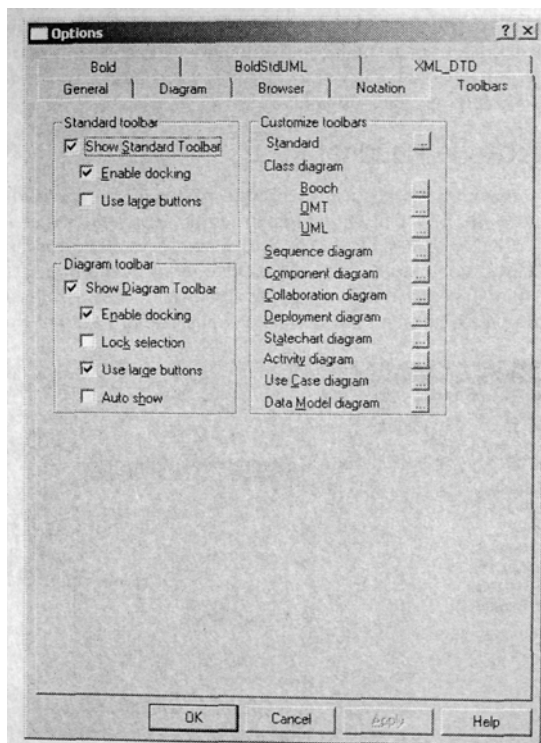 Options
Bold
BoldStdUML
XML_DTD
General
Diagram
Browser
Notation
Toolbars
Standard toolbar
Show Standard Toolbar
Enable docking
Use large buttons
Diagram toolbar
Show Diagram Toolbar
Enable docking
Lock selection
Use large buttons
Auto show
Customize toolbars
Standard ...
Class diagram
Booch ...
OMT ...
UML ...
Sequence diagram ...
Component diagram ...
Collaboration diagram ...
Deployment diagram ...
Statechart diagram ...
Activity diagram ...
Use Case diagram ...
Data Model diagram ...
OK
Cancel
Apply
Help